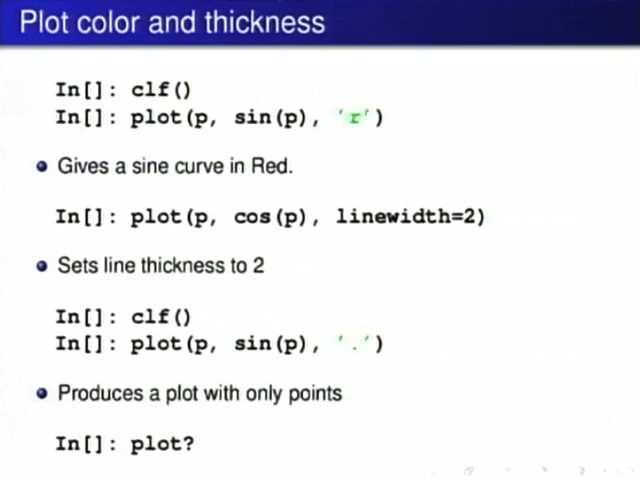 Plot color and thickness
In[]: clf()
In[]: plot(p, sin(p), 'r')
Gives a sine curve in Red.
In[]: plot(p, cos(p), linewidth=2)
Sets line thickness to 2
In[]: clf()
In[]: plot(p, sin(p), '.')
Produces a plot with only points
In[]: plot?